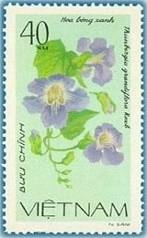 Hoa bông xanh
Thunbergia grandiflora Roxb
40
XU
BƯU CHÍNH
VIỆTNAM